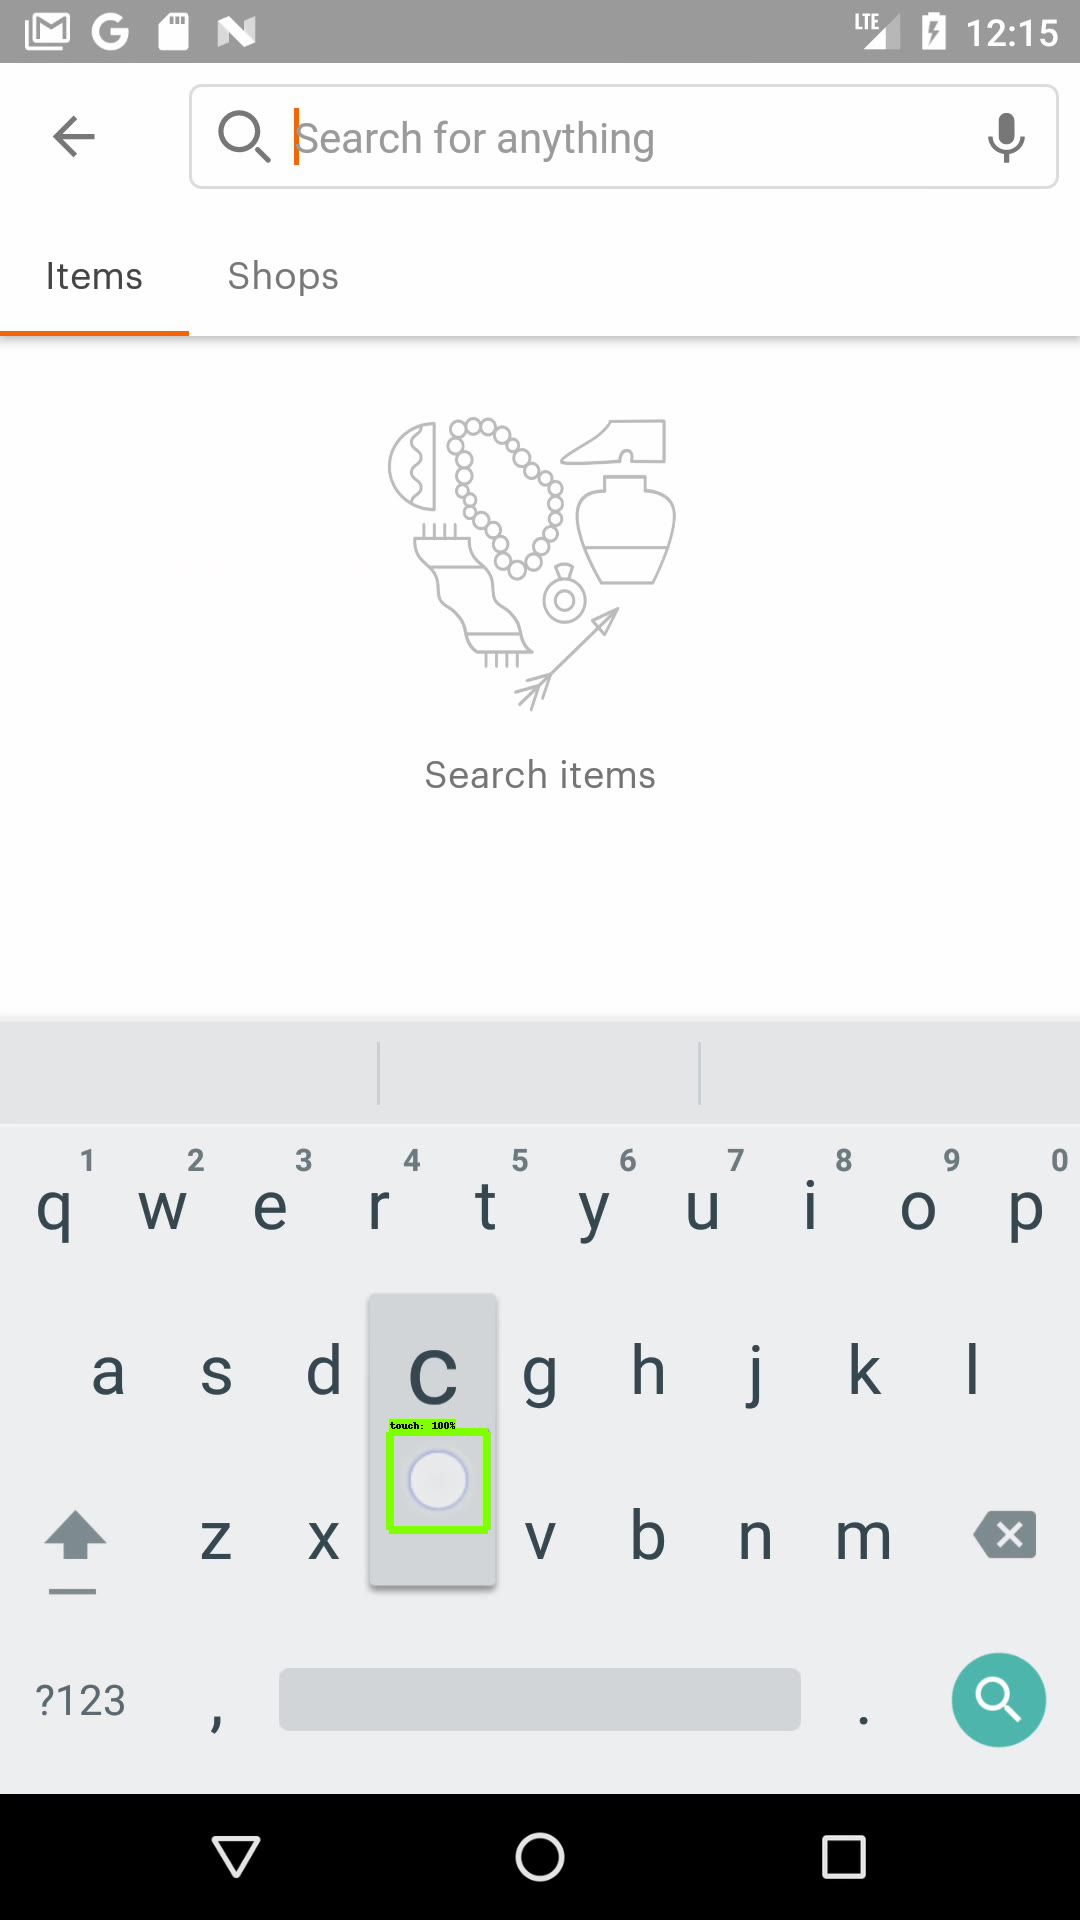 LTE 12:15
Search for anything
Items Shops
Search items
1 2 3 4 5 6 7 8 9 0
q w e r t y u i o p
a s d c g h j k l
touch: 100%
z x v b n m
?123 , .